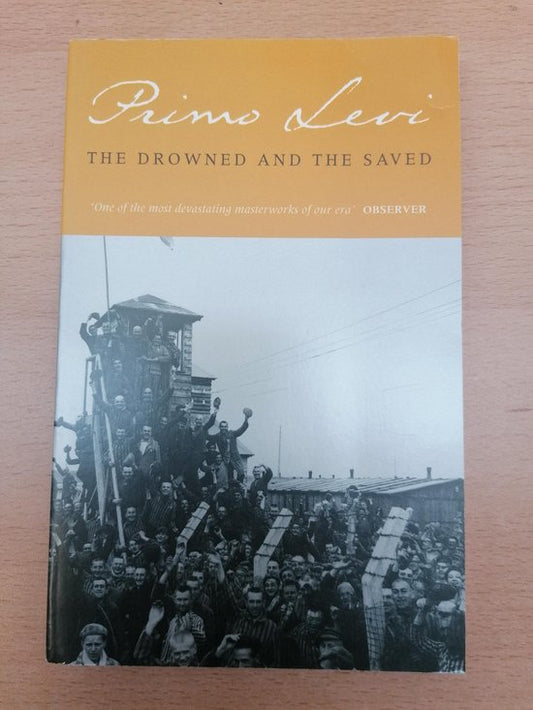 Primo Levi
THE DROWNED AND THE SAVED
'One of the most devastating masterworks of our era' OBSERVER